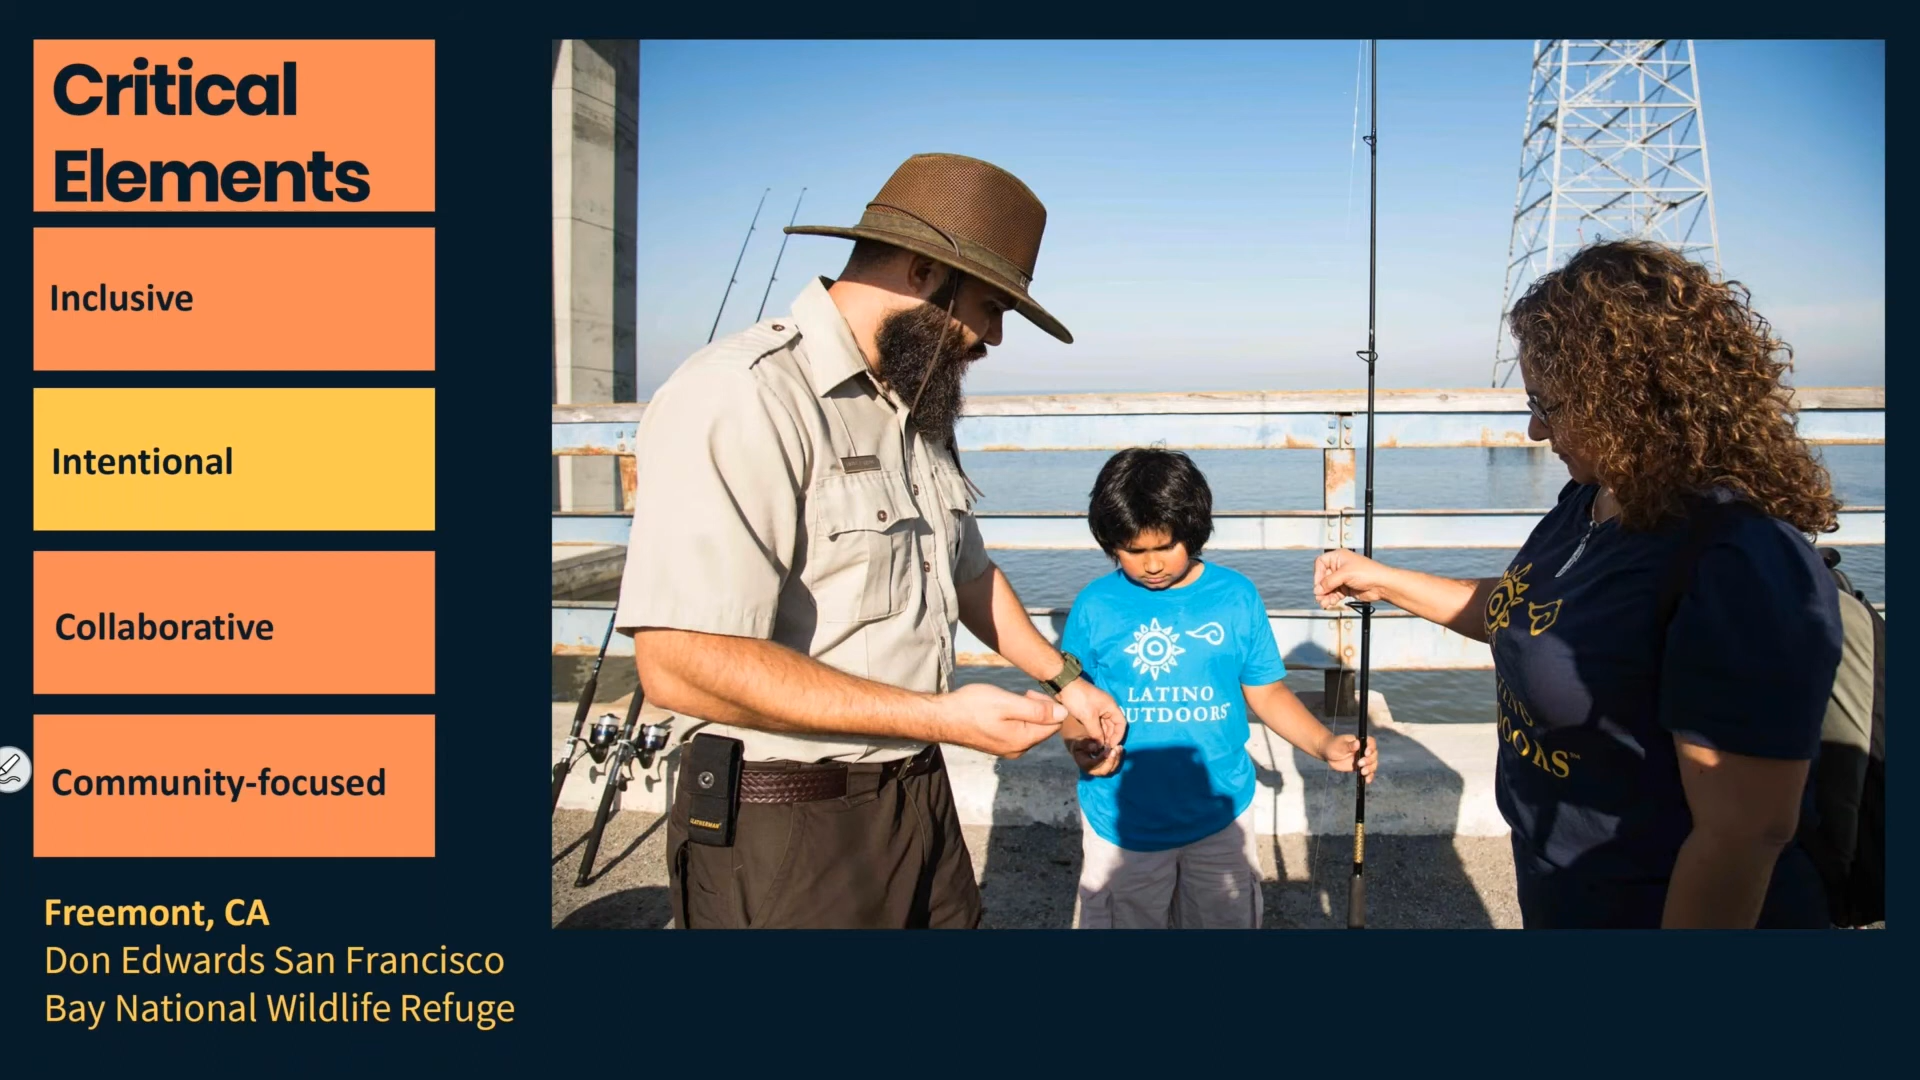 Critical
Elements
Inclusive
Intentional
Collaborative
Community-focused
Freemont, CA
Don Edwards San Francisco
Bay National Wildlife Refuge
LATINO
UTDOORS
LEATHERMAN